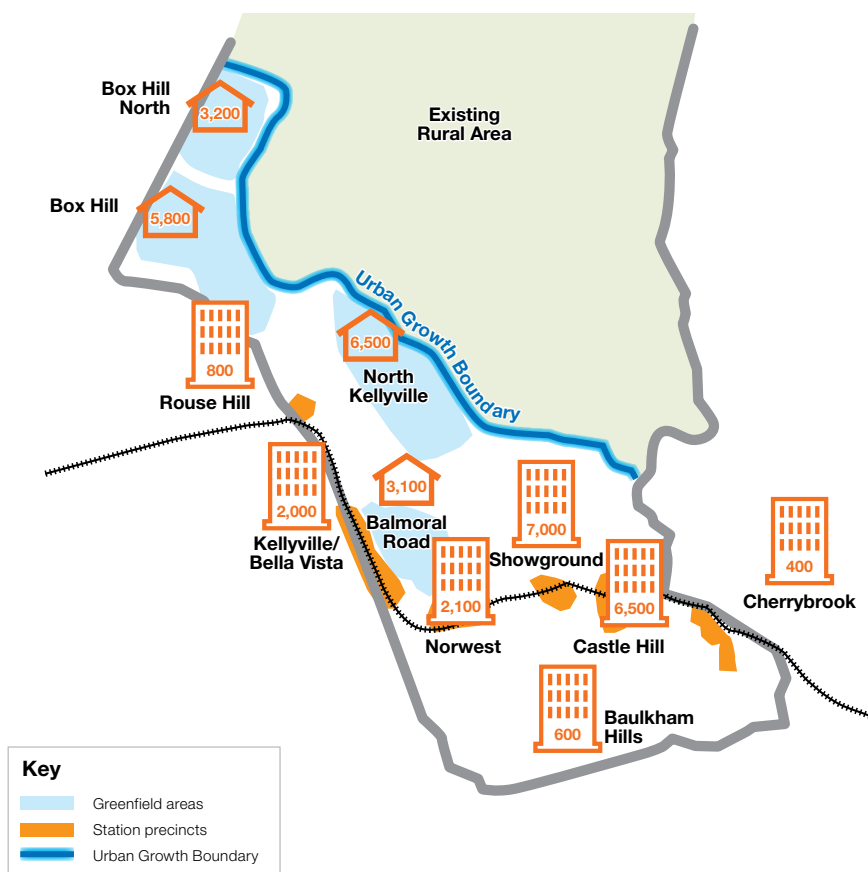 Box Hill
North
3,200
Existing
Rural Area
Box Hill
5,800
Urban Growth Boundary
6,500
North
Kellyville
800
Rouse Hill
3,100
Balmoral
Road
2,000
Kellyville/
Bella Vista
7,000
Showground
400
Cherrybrook
2,100
Norwest
6,500
Castle Hill
600
Baulkham
Hills
Key
Greenfield areas
Station precincts
Urban Growth Boundary